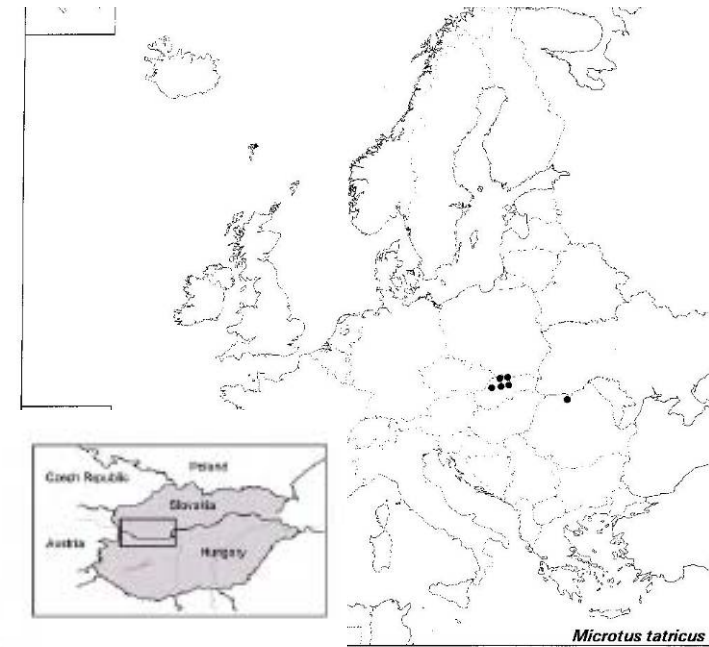 Poland
Czech Republic
Slovakia
Austria
Hungary
Microtus tatricus